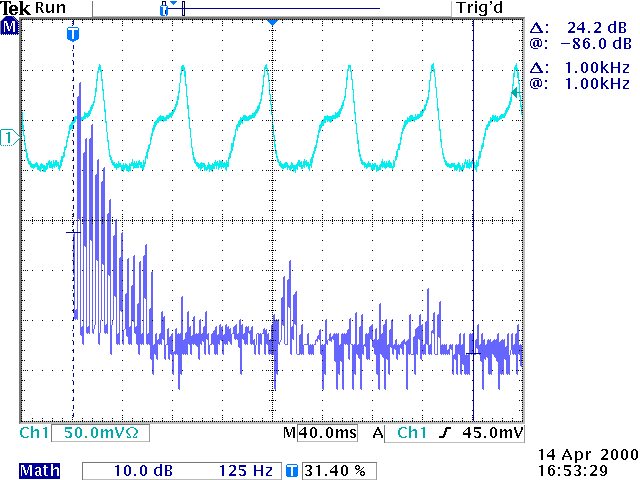 Tek Run Trig'd
M
T
T
1
Δ: 24.2 dB
@: -86.0 dB
Δ: 1.00kHz
@: 1.00kHz
Ch1 50.0mVΩ M 40.0ms A Ch1 45.0mV
Math 10.0 dB 125 Hz T 31.40 %
14 Apr 2000
16:53:29